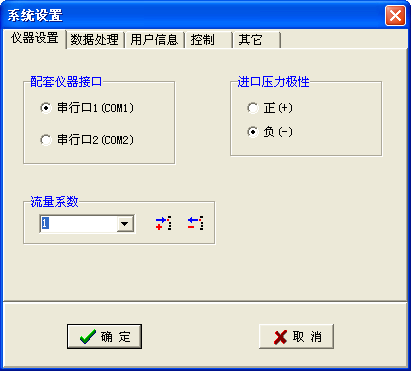 系统设置
仪器设置 数据处理 用户信息 控制 其它
配套仪器接口 进口压力极性
串行口1(COM1) 正(+)
串行口2(COM2) 负(-)
流量系数
1
确 定 取 消